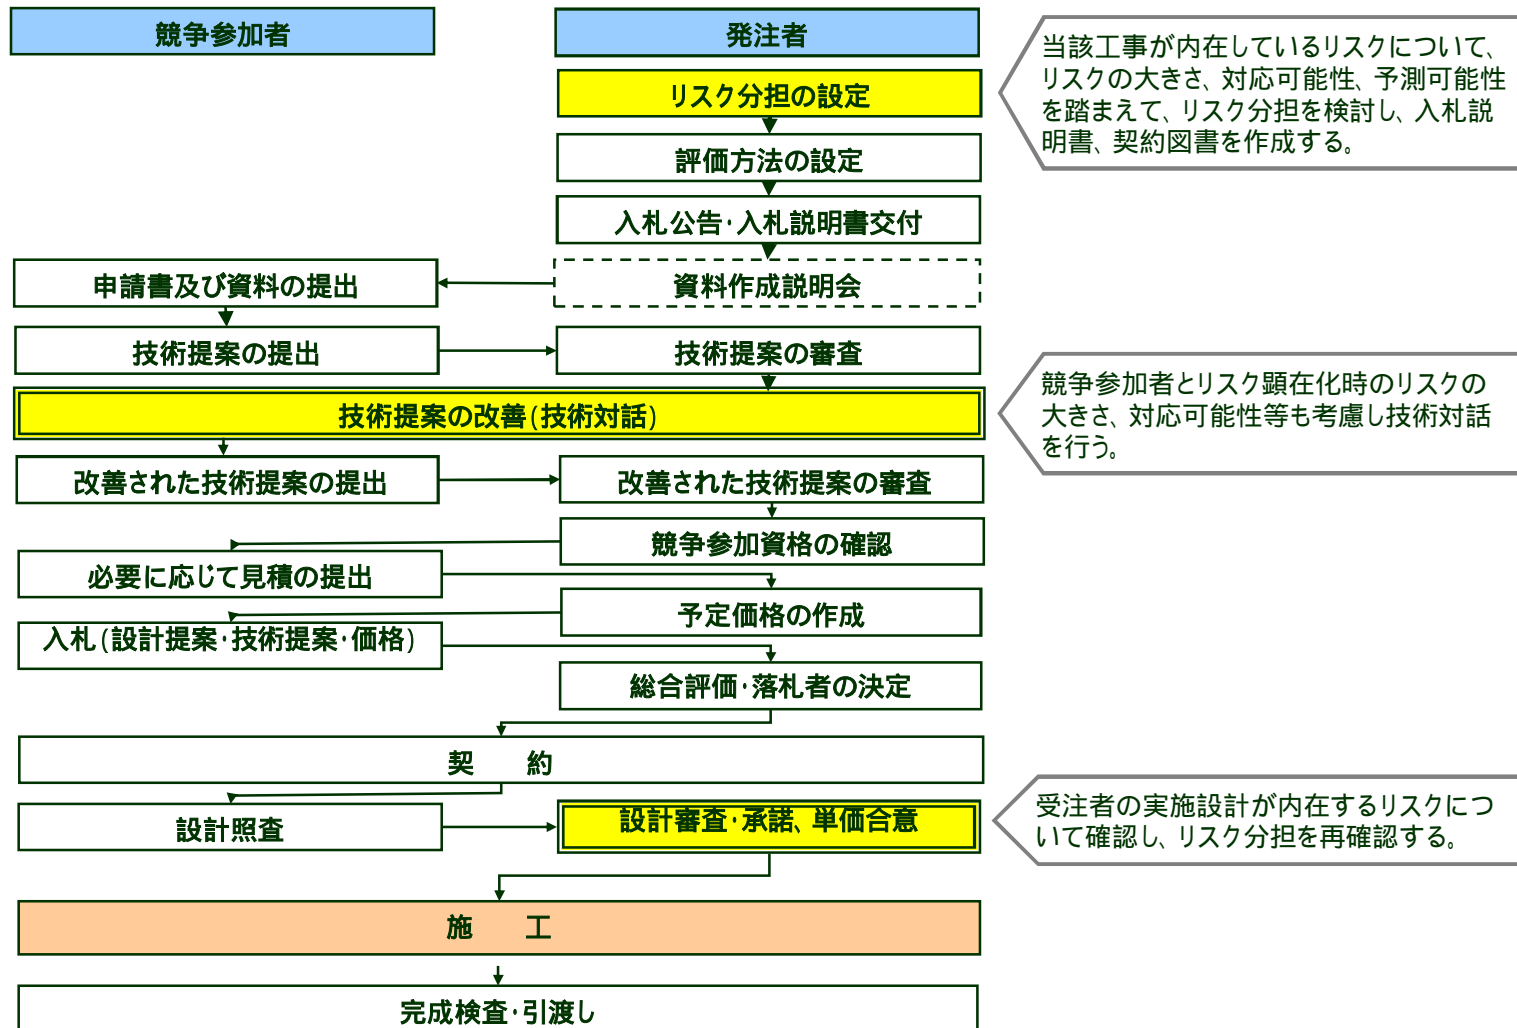 競争参加者
発注者
リスク分担の設定
当該工事が内在しているリスクについて、
リスクの大きさ、対応可能性、予測可能性
を踏まえて、リスク分担を検討し、入札説
明書、契約図書を作成する。
評価方法の設定
入札公告・入札説明書交付
申請書及び資料の提出
資料作成説明会
技術提案の提出
技術提案の審査
技術提案の改善(技術対話)
競争参加者とリスク顕在化時のリスクの
大きさ、対応可能性等も考慮し技術対話
を行う。
改善された技術提案の提出
改善された技術提案の審査
競争参加資格の確認
必要に応じて見積の提出
予定価格の作成
入札(設計提案・技術提案・価格)
総合評価・落札者の決定
契　約
設計照査
設計審査・承諾、単価合意
受注者の実施設計が内在するリスクにつ
いて確認し、リスク分担を再確認する。
施　工
完成検査・引渡し